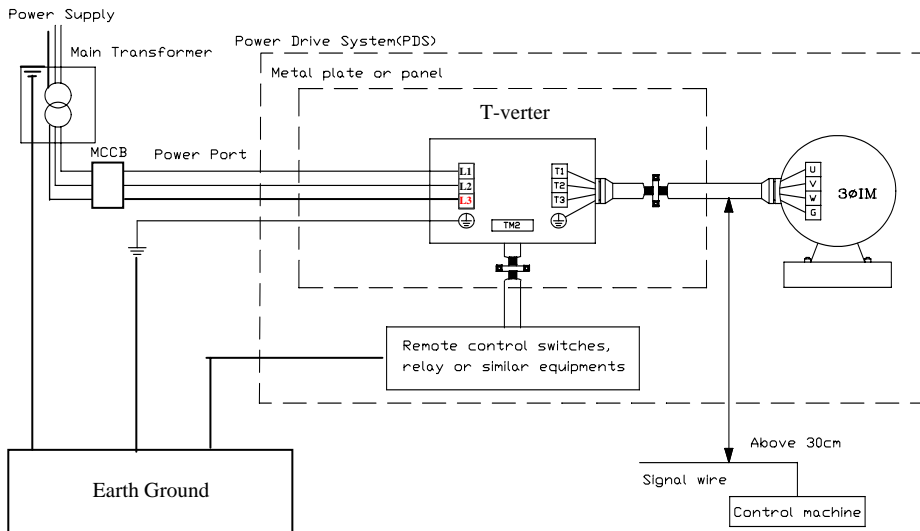 Power Supply
Main Transformer
Power Drive System(PDS)
Metal plate or panel
T-verter
MCCB
Power Port
L1
L2
L3
T1
T2
T3
TM2
U
V
W
G
3øIM
Remote control switches,
relay or similar equipments
Above 30cm
Signal wire
Control machine
Earth Ground